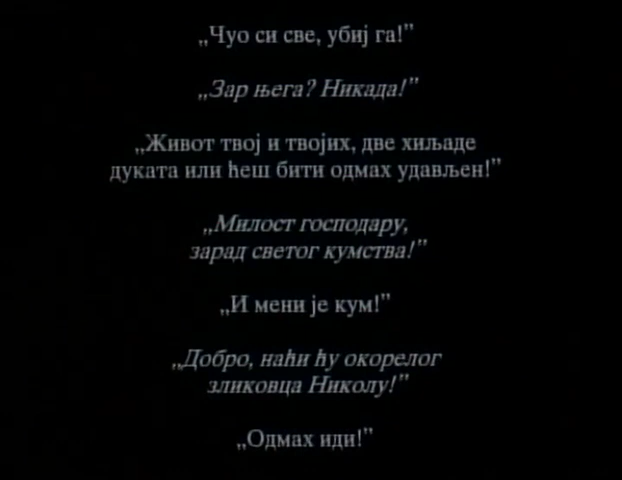 „Чуо си све, убиј га!”
„Зар њега? Никада!”
„Живот твој и твојих, две хиљаде
дуката или ћеш бити одмах удављен!”
„Милост господару,
зарад светог кумства!”
„И мени је кум!”
„Добро, наћи ћу окорелог
зликовца Николу!”
„Одмах иди!”